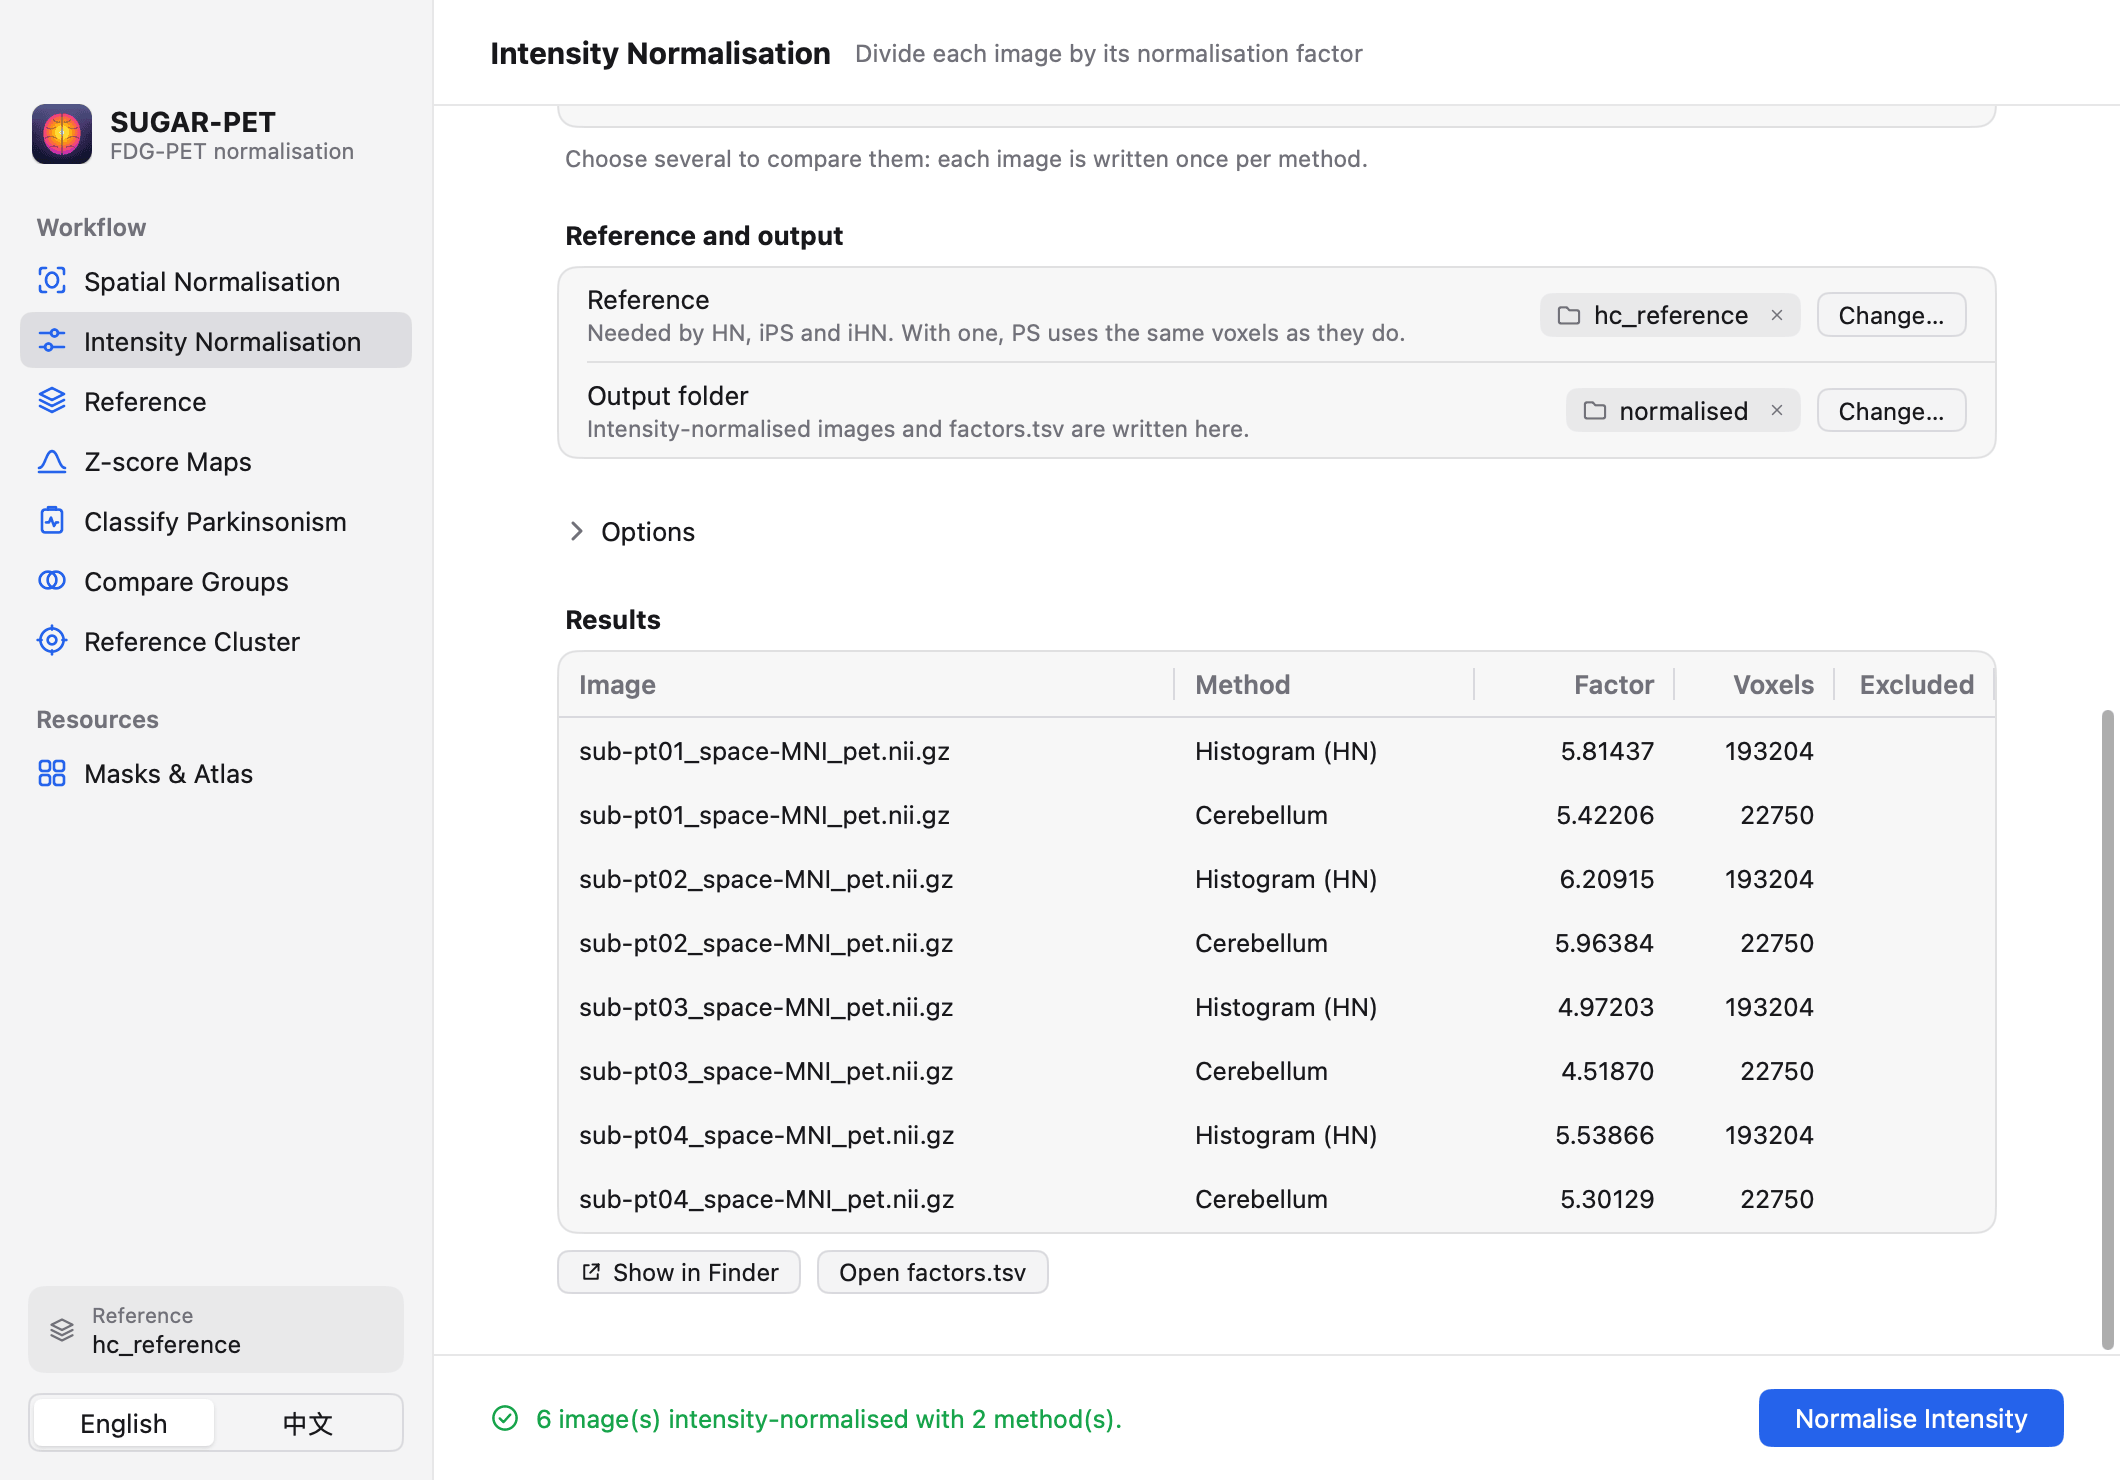 Intensity Normalisation Divide each image by its normalisation factor
SUGAR-PET
FDG-PET normalisation
Workflow
Spatial Normalisation
Intensity Normalisation
Reference
Z-score Maps
Classify Parkinsonism
Compare Groups
Reference Cluster
Resources
Masks & Atlas
Reference
hc_reference
English 中文
Choose several to compare them: each image is written once per method.
Reference and output
Reference
Needed by HN, iPS and iHN. With one, PS uses the same voxels as they do.
hc_reference × Change...
Output folder
Intensity-normalised images and factors.tsv are written here.
normalised × Change...
Options
Results
Image Method Factor Voxels Excluded
sub-pt01_space-MNI_pet.nii.gz Histogram (HN) 5.81437 193204
sub-pt01_space-MNI_pet.nii.gz Cerebellum 5.42206 22750
sub-pt02_space-MNI_pet.nii.gz Histogram (HN) 6.20915 193204
sub-pt02_space-MNI_pet.nii.gz Cerebellum 5.96384 22750
sub-pt03_space-MNI_pet.nii.gz Histogram (HN) 4.97203 193204
sub-pt03_space-MNI_pet.nii.gz Cerebellum 4.51870 22750
sub-pt04_space-MNI_pet.nii.gz Histogram (HN) 5.53866 193204
sub-pt04_space-MNI_pet.nii.gz Cerebellum 5.30129 22750
Show in Finder Open factors.tsv
6 image(s) intensity-normalised with 2 method(s).
Normalise Intensity